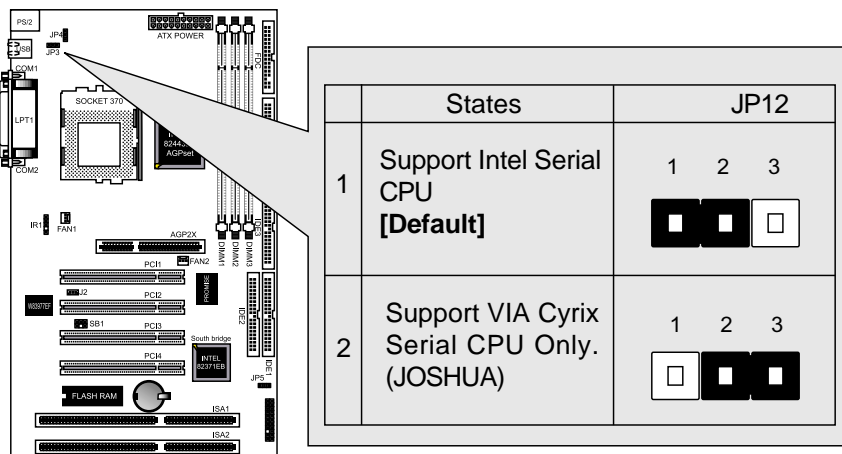 PS/2
JP4
JP3
ATX POWER
USB
COM1
LPT1
COM2
SOCKET 370
AGPset
FDC
IR1
FAN1
AGP2X
FAN2
DIMM1
DIMM2
DIMM3
IDE3
PCI1
J2
PCI2
W83977EF
PROMISE
SB1
PCI3
South bridge
INTEL
82371EB
PCI4
IDE2
IDE1
JP5
FLASH RAM
ISA1
ISA2
States JP12
1 Support Intel Serial
CPU
[Default]
1 2 3
2 Support VIA Cyrix
Serial CPU Only.
(JOSHUA)
1 2 3